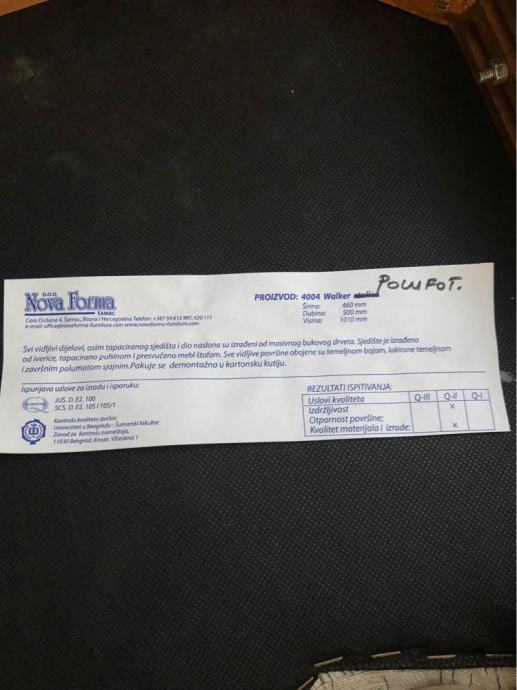 D.O.O.
Nova Forma
ŠAMAC
Cara Dušana 4, Šamac, Bosna i Hercegovina Telefon: +387 54 612 997, 620 111
e-mail: office@novaforma-furniture.com www.novaforma-furniture.com
PROIZVOD: 4004 Walker stolica POLUFOT.
Širina: 460 mm
Dubina: 500 mm
Visina: 1010 mm
Svi vidljivi dijelovi, osim tapaciranog sjedišta i dio naslona su izrađeni od masivnog bukovog drveta. Sjedište je izrađeno
od iverice, tapacirano puhinom i presvučeno mebl štofom. Sve vidljive površine obojene su temeljnom bojom, lakirane temeljnom
i završnim polumatom sjajnim.Pakuje se demontažno u kartonsku kutiju.
Ispunjava uslove za izradu i isporuku:
JUS. D. E2. 100
SCS. D. E2. 105 / 105/1
Kontrolu kvaliteta izvršio:
Univerzitet u Beogradu - Šumarski fakultet
Zavod za kontrolu nameštaja,
11030 Beograd, Kneza Višeslava 1
REZULTATI ISPITIVANJA:
Uslovi kvaliteta Q-III Q-II Q-I
Izdržljivost x
Otpornost površine:
Kvalitet materijala i izrade: x